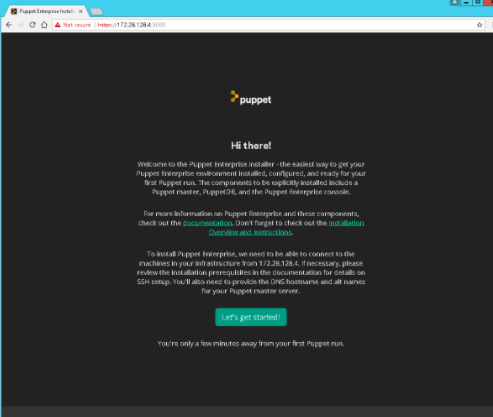 Puppet Enterprise Install
Not secure https://172.28.128.4:3000
puppet
Hi there!
Welcome to the Puppet Enterprise Installer - the easiest way to get your
Puppet Enterprise environment installed, configured, and ready for your
first Puppet run. The components to be explicitly installed include a
Puppet master, PuppetDB, and the Puppet Enterprise console.
For more information on Puppet Enterprise and these components,
check out the documentation. Don't forget to check out the Installation
Overview and Instructions.
To install Puppet Enterprise, we need to be able to connect to the
machines in your infrastructure from 172.28.128.4. If necessary, please
review the installation prerequisites in the documentation for details on
SSH setup. You'll also need to provide the DNS hostname and alt names
for your Puppet master server.
Let's get started!
You're only a few minutes away from your first Puppet run.